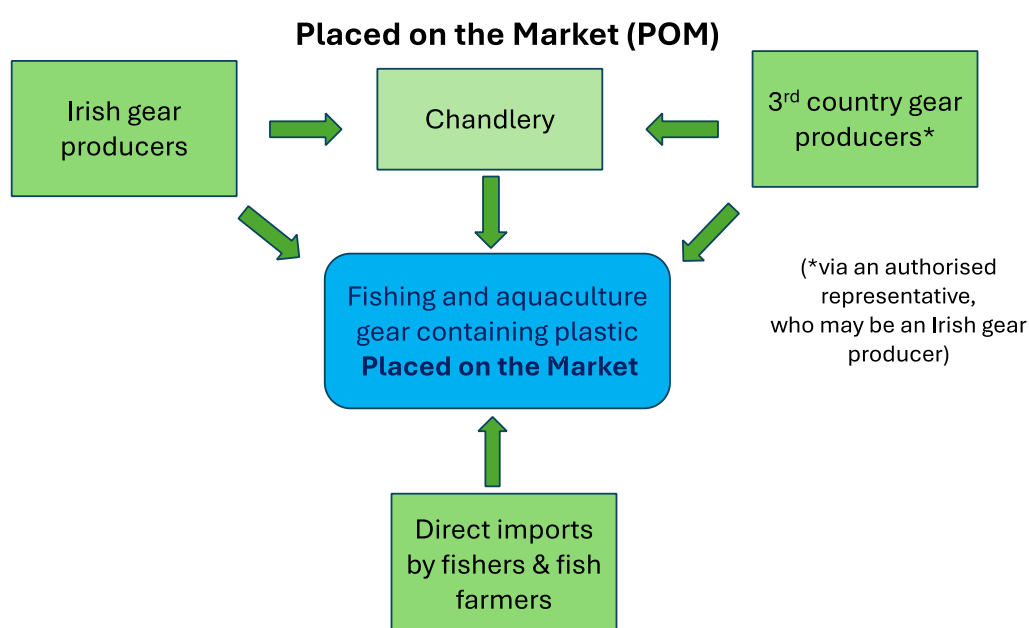 Placed on the Market (POM)
Irish gear
producers
Chandlery
3rd country gear
producers*
Fishing and aquaculture
gear containing plastic
Placed on the Market
(*via an authorised
representative,
who may be an Irish gear
producer)
Direct imports
by fishers & fish
farmers